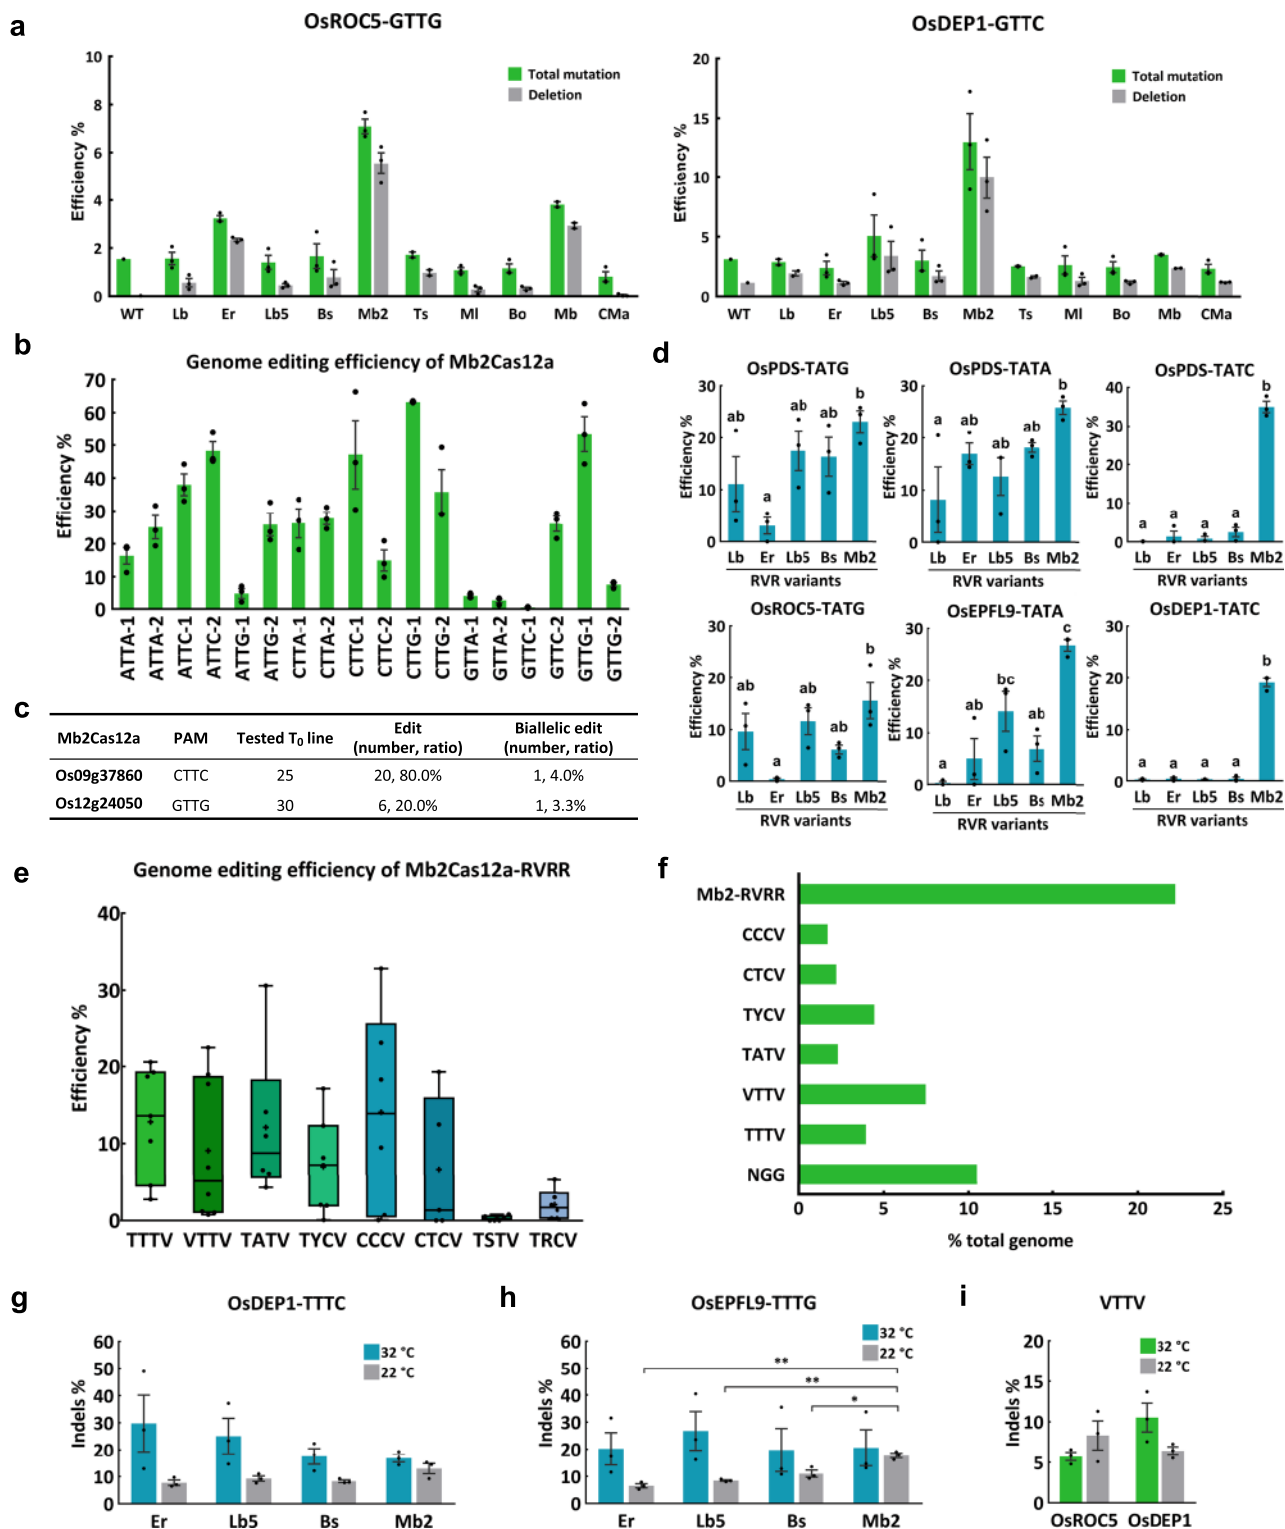 a
OsROC5-GTTG
OsDEP1-GTTC
10
8
6
4
2
0
Efficiency %
Total mutation
Deletion
WT Lb Er Lb5 Bs Mb2 Ts Ml Bo Mb CMa
20
15
10
5
0
Efficiency %
Total mutation
Deletion
WT Lb Er Lb5 Bs Mb2 Ts Ml Bo Mb CMa
b
Genome editing efficiency of Mb2Cas12a
70
60
50
40
30
20
10
0
Efficiency %
ATTA-1 ATTA-2 ATTC-1 ATTC-2 ATTG-1 ATTG-2 CTTA-1 CTTA-2 CTTC-1 CTTC-2 CTTG-1 CTTG-2 GTTA-1 GTTA-2 GTTC-1 GTTC-2 GTTG-1 GTTG-2
c
Mb2Cas12a PAM Tested T0 line Edit (number, ratio) Biallelic edit (number, ratio)
Os09g37860 CTTC 25 20, 80.0% 1, 4.0%
Os12g24050 GTTG 30 6, 20.0% 1, 3.3%
d
OsPDS-TATG
30
20
10
0
Efficiency %
ab a ab ab b
Lb Er Lb5 Bs Mb2
RVR variants
OsPDS-TATA
30
20
10
0
Efficiency %
a ab ab ab b
Lb Er Lb5 Bs Mb2
RVR variants
OsPDS-TATC
40
30
20
10
0
Efficiency %
a a a a b
Lb Er Lb5 Bs Mb2
RVR variants
OsROC5-TATG
30
20
10
0
Efficiency %
ab a ab ab b
Lb Er Lb5 Bs Mb2
RVR variants
OsEPFL9-TATA
30
20
10
0
Efficiency %
a ab bc ab c
Lb Er Lb5 Bs Mb2
RVR variants
OsDEP1-TATC
30
20
10
0
Efficiency %
a a a a b
Lb Er Lb5 Bs Mb2
RVR variants
e
Genome editing efficiency of Mb2Cas12a-RVRR
40
30
20
10
0
Efficiency %
TTTV VTTV TATV TYCV CCCV CTCV TSTV TRCV
f
Mb2-RVRR
CCCV
CTCV
TYCV
TATV
VTTV
TTTV
NGG
0 5 10 15 20 25
% total genome
g
OsDEP1-TTTC
60
50
40
30
20
10
0
Indels %
32 °C
22 °C
Er Lb5 Bs Mb2
h
OsEPFL9-TTTG
60
50
40
30
20
10
0
Indels %
32 °C
22 °C
**
**
*
Er Lb5 Bs Mb2
i
VTTV
20
15
10
5
0
Indels %
32 °C
22 °C
OsROC5 OsDEP1